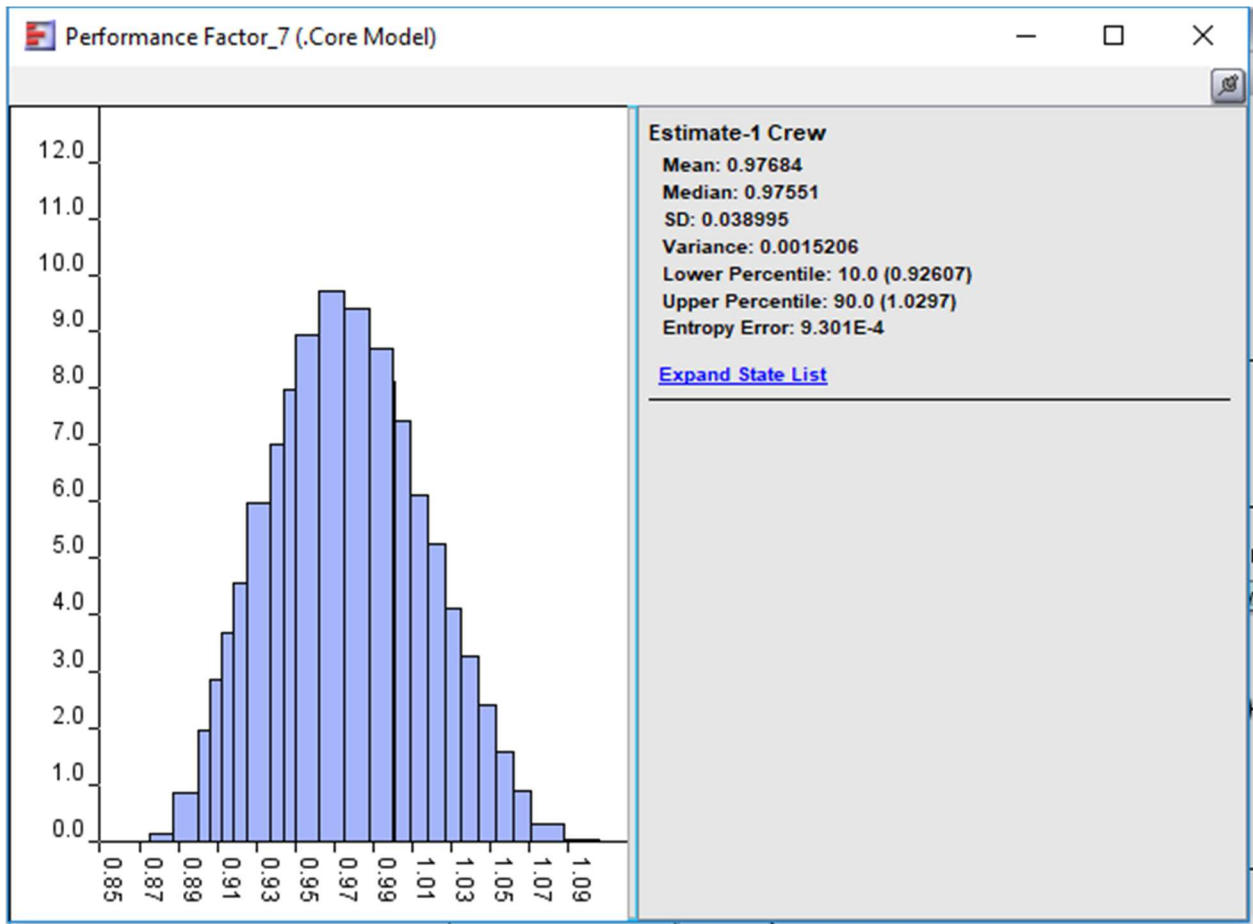 Performance Factor_7 (.Core Model)
12.0
11.0
10.0
9.0
8.0
7.0
6.0
5.0
4.0
3.0
2.0
1.0
0.0
0.85
0.87
0.89
0.91
0.93
0.95
0.97
0.99
1.01
1.03
1.05
1.07
1.09
Estimate-1 Crew
Mean: 0.97684
Median: 0.97551
SD: 0.038995
Variance: 0.0015206
Lower Percentile: 10.0 (0.92607)
Upper Percentile: 90.0 (1.0297)
Entropy Error: 9.301E-4
Expand State List